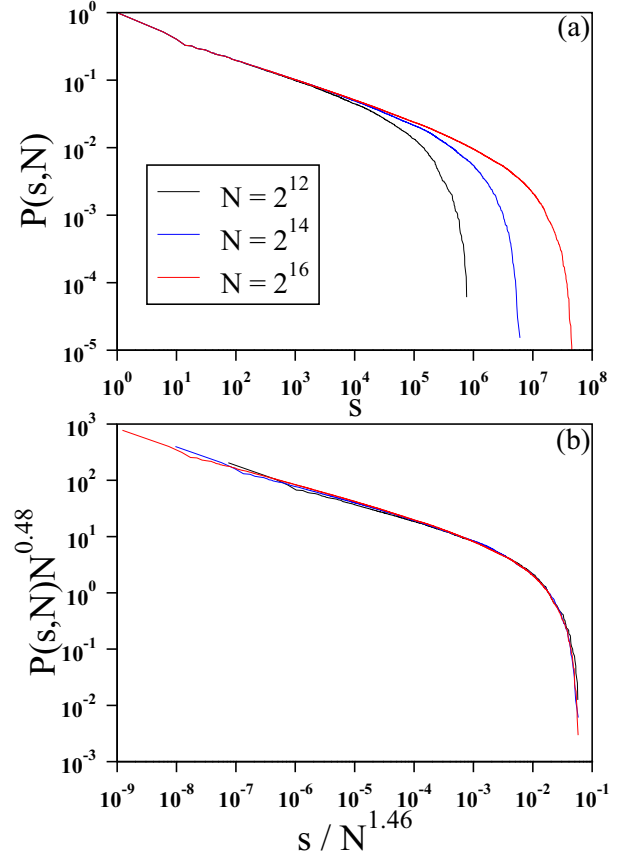 (a)
10^0
10^-1
10^-2
10^-3
10^-4
10^-5
P(s,N)
N = 2^12
N = 2^14
N = 2^16
10^0 10^1 10^2 10^3 10^4 10^5 10^6 10^7 10^8
s
(b)
10^3
10^2
10^1
10^0
10^-1
10^-2
10^-3
P(s,N)N^0.48
10^-9 10^-8 10^-7 10^-6 10^-5 10^-4 10^-3 10^-2 10^-1
s / N^1.46